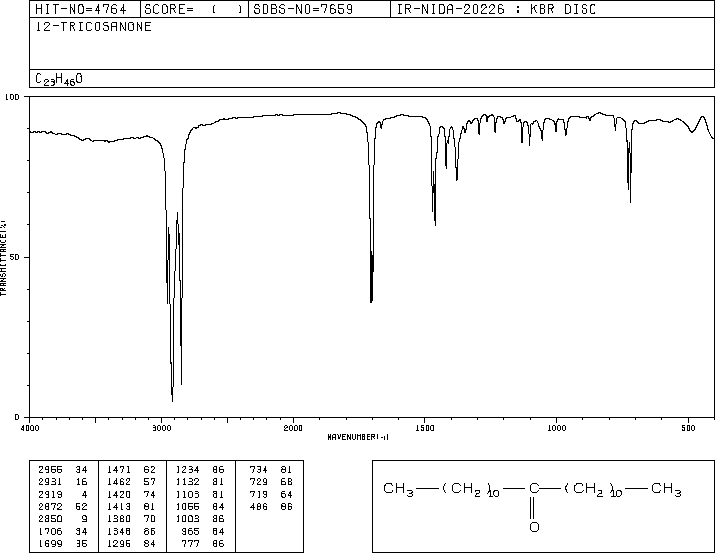 HIT-NO=4764 SCORE= ( ) SDBS-NO=7659 IR-NIDA-20226 : KBR DISC
12-TRICOSANONE
C23H46O
100
TRANSMITTANCE(%)
50
0
4000 3000 2000 1500 1000 500
WAVENUMBER(-1)
2955 34 1471 62 1234 86 734 81
2931 16 1462 57 1132 81 729 68
2919 4 1420 74 1103 81 719 64
2872 62 1413 81 1055 84 486 86
2850 9 1380 70 1003 86
1706 34 1348 86 965 84
1699 35 1295 84 777 86
CH3—(CH2)10—C—(CH2)10—CH3
O